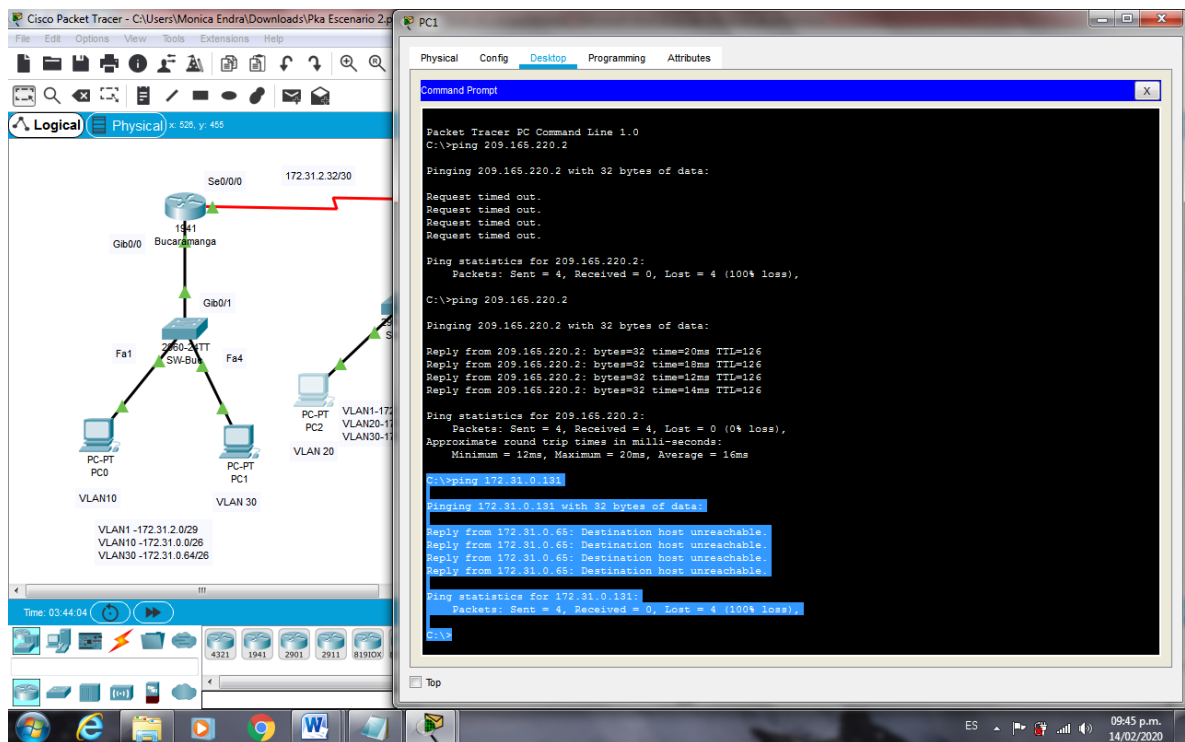 Cisco Packet Tracer - C:\Users\Monica Endra\Downloads\Pka Escenario 2.p
File Edit Options View Tools Extensions Help
Logical Physical x: 526, y: 455
Se0/0/0
172.31.2.32/30
1941
Bucaramanga
Gib0/0
Gib0/1
2960-24TT
SW-Buc
Fa1
Fa4
PC-PT
PC0
VLAN10
PC-PT
PC1
VLAN 30
PC-PT
PC2
VLAN 20
VLAN1-172
VLAN20-17
VLAN30-17
VLAN1 -172.31.2.0/29
VLAN10 -172.31.0.0/26
VLAN30 -172.31.0.64/26
Time: 03:44:04
4321 1941 2901 2911 819IOX
PC1
Physical Config Desktop Programming Attributes
Command Prompt
X
Packet Tracer PC Command Line 1.0
C:\>ping 209.165.220.2
Pinging 209.165.220.2 with 32 bytes of data:
Request timed out.
Request timed out.
Request timed out.
Request timed out.
Ping statistics for 209.165.220.2:
Packets: Sent = 4, Received = 0, Lost = 4 (100% loss),
C:\>ping 209.165.220.2
Pinging 209.165.220.2 with 32 bytes of data:
Reply from 209.165.220.2: bytes=32 time=20ms TTL=126
Reply from 209.165.220.2: bytes=32 time=18ms TTL=126
Reply from 209.165.220.2: bytes=32 time=12ms TTL=126
Reply from 209.165.220.2: bytes=32 time=14ms TTL=126
Ping statistics for 209.165.220.2:
Packets: Sent = 4, Received = 4, Lost = 0 (0% loss),
Approximate round trip times in milli-seconds:
Minimum = 12ms, Maximum = 20ms, Average = 16ms
C:\>ping 172.31.0.131
Pinging 172.31.0.131 with 32 bytes of data:
Reply from 172.31.0.65: Destination host unreachable.
Reply from 172.31.0.65: Destination host unreachable.
Reply from 172.31.0.65: Destination host unreachable.
Reply from 172.31.0.65: Destination host unreachable.
Ping statistics for 172.31.0.131:
Packets: Sent = 4, Received = 0, Lost = 4 (100% loss),
C:\>
Top
ES
09:45 p.m.
14/02/2020